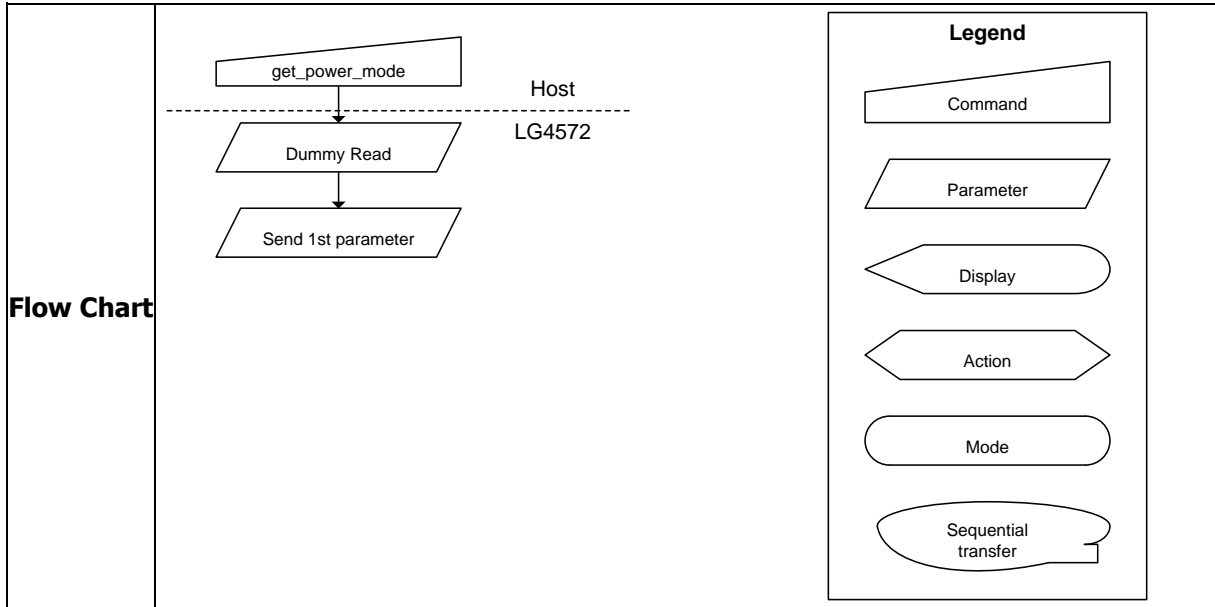 Flow Chart
get_power_mode
Host
LG4572
Dummy Read
Send 1st parameter
Legend
Command
Parameter
Display
Action
Mode
Sequential
transfer